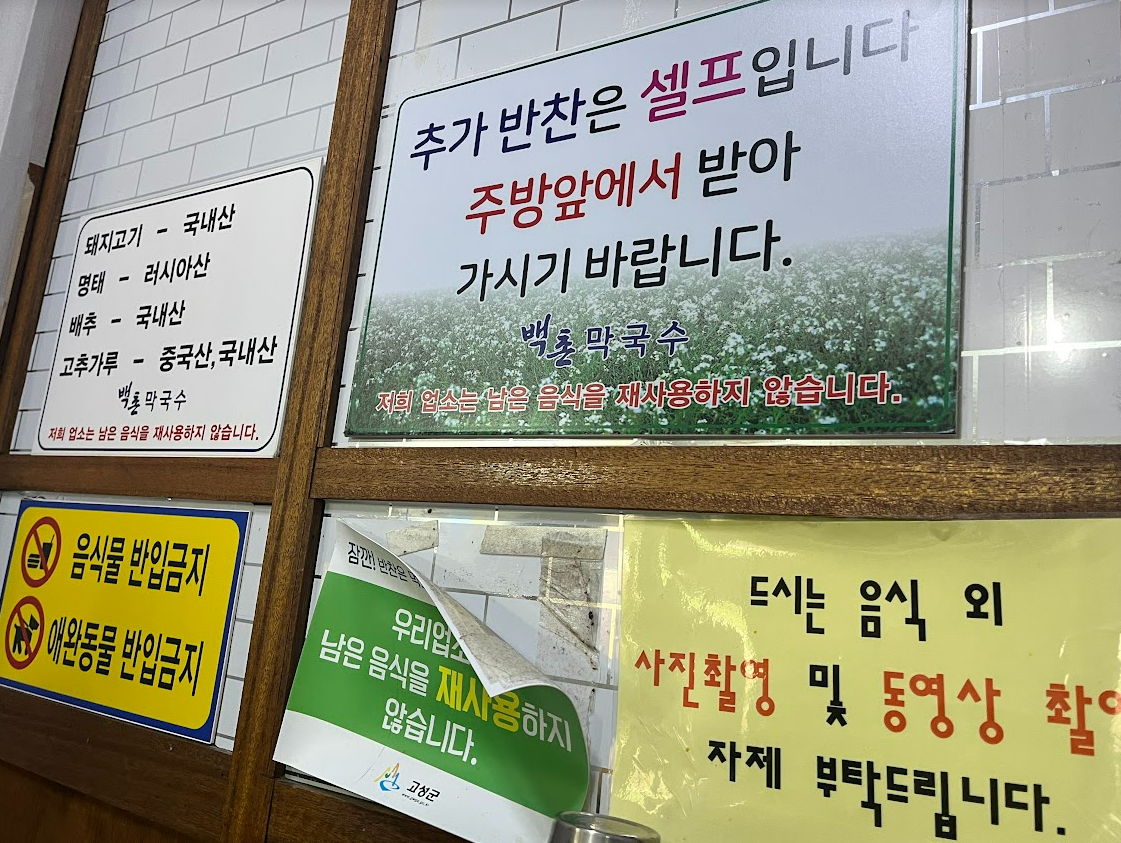 추가 반찬은 셀프입니다
주방앞에서 받아
가시기 바랍니다.
백촌막국수
저희 업소는 남은 음식을 재사용하지 않습니다.
돼지고기 - 국내산
명태 - 러시아산
배추 - 국내산
고추가루 - 중국산,국내산
백촌막국수
저희 업소는 남은 음식을 재사용하지 않습니다.
음식물 반입금지
애완동물 반입금지
잠깐! 반찬은
우리업소
남은 음식을 재사용하지
않습니다.
고성군
드시는 음식 외
사진촬영 및 동영상 촬영
자제 부탁드립니다.